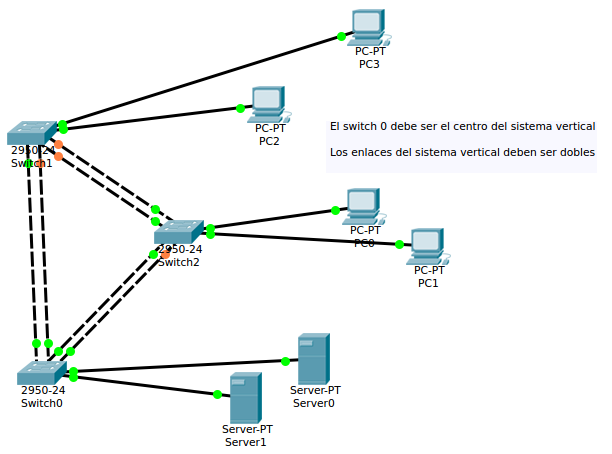 PC-PT
PC3
PC-PT
PC2
El switch 0 debe ser el centro del sistema vertical
Los enlaces del sistema vertical deben ser dobles
2950-24
Switch1
PC-PT
PC0
2950-24
Switch2
PC-PT
PC1
2950-24
Switch0
Server-PT
Server0
Server-PT
Server1